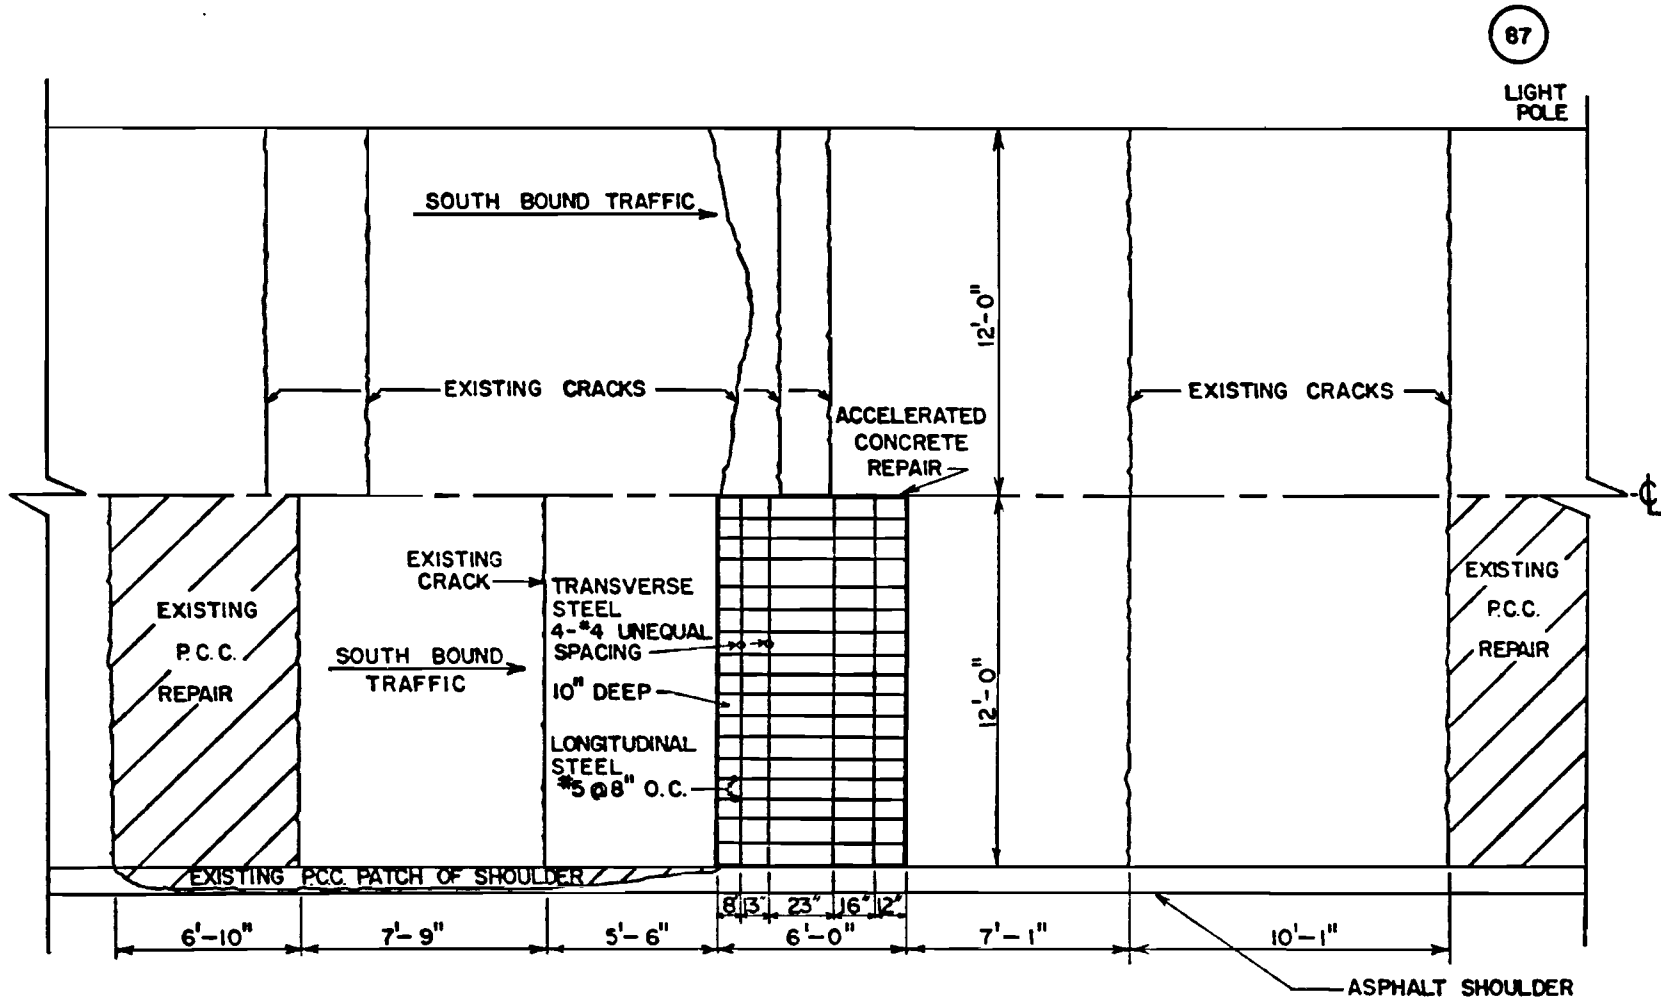 87
LIGHT
POLE
SOUTH BOUND TRAFFIC
12'-0"
EXISTING CRACKS
EXISTING CRACKS
ACCELERATED
CONCRETE
REPAIR
℄
EXISTING
P.C.C.
REPAIR
EXISTING
CRACK
SOUTH BOUND
TRAFFIC
TRANSVERSE
STEEL
4-#4 UNEQUAL
SPACING
10" DEEP
LONGITUDINAL
STEEL
#5@8" O.C.
12'-0"
EXISTING
P.C.C.
REPAIR
EXISTING P.C.C. PATCH OF SHOULDER
8" 13" 23" 16" 12"
6'-10" 7'-9" 5'-6" 6'-0" 7'-1" 10'-1"
ASPHALT SHOULDER